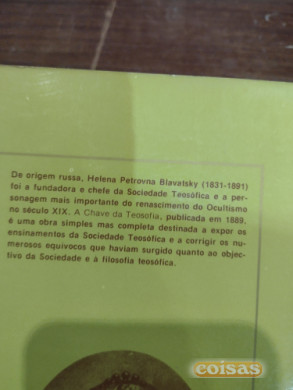 De origem russa, Helena Petrovna Blavatsky (1831-1891)
foi a fundadora e chefe da Sociedade Teosófica e a per-
sonagem mais importante do renascimento do Ocultismo
no século XIX. A Chave da Teosofia, publicada em 1889,
é uma obra simples mas completa destinada a expor os
ensinamentos da Sociedade Teosófica e a corrigir os nu-
merosos equívocos que haviam surgido quanto ao objec-
tivo da Sociedade e à filosofia teosófica.
coisas